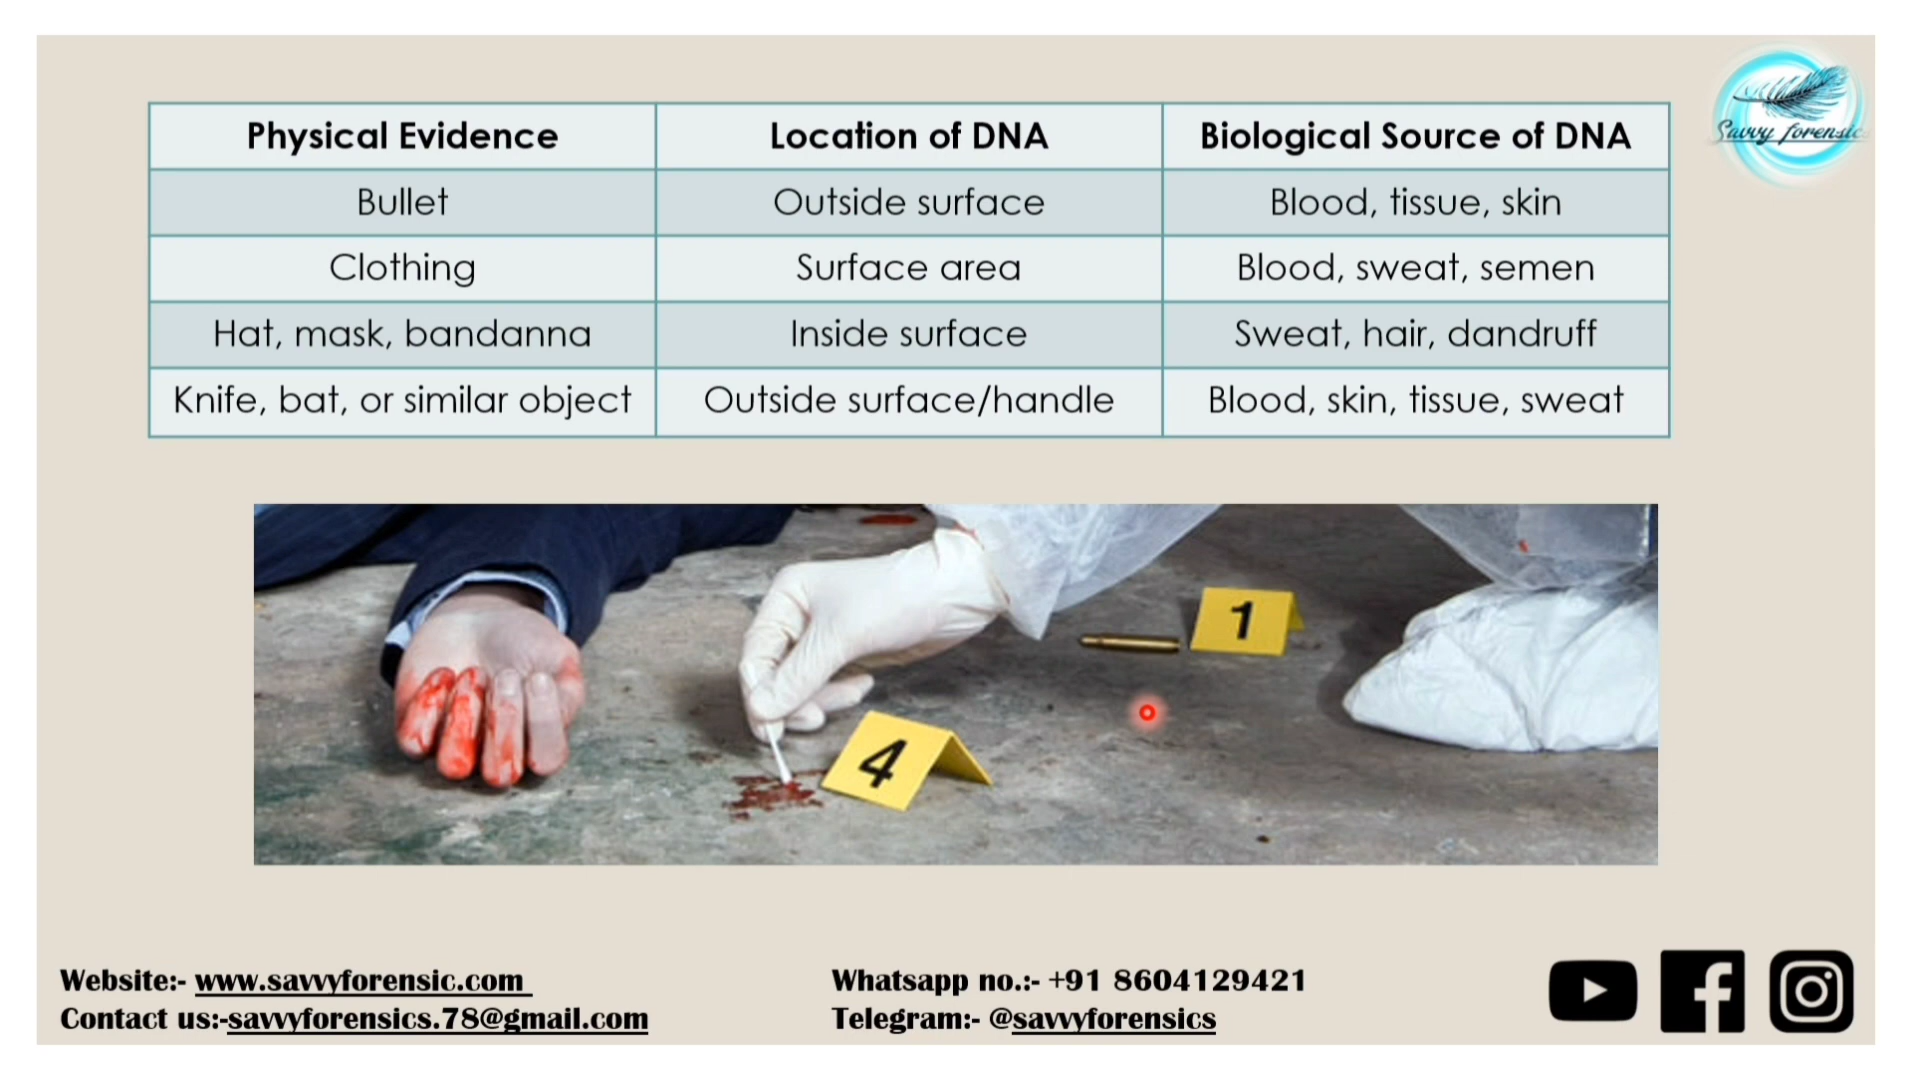 Savvy forensics
Physical Evidence Location of DNA Biological Source of DNA
Bullet Outside surface Blood, tissue, skin
Clothing Surface area Blood, sweat, semen
Hat, mask, bandanna Inside surface Sweat, hair, dandruff
Knife, bat, or similar object Outside surface/handle Blood, skin, tissue, sweat
1
4
Website:- www.savvyforensic.com Whatsapp no.:- +91 8604129421
Contact us:-savvyforensics.78@gmail.com Telegram:- @savvyforensics